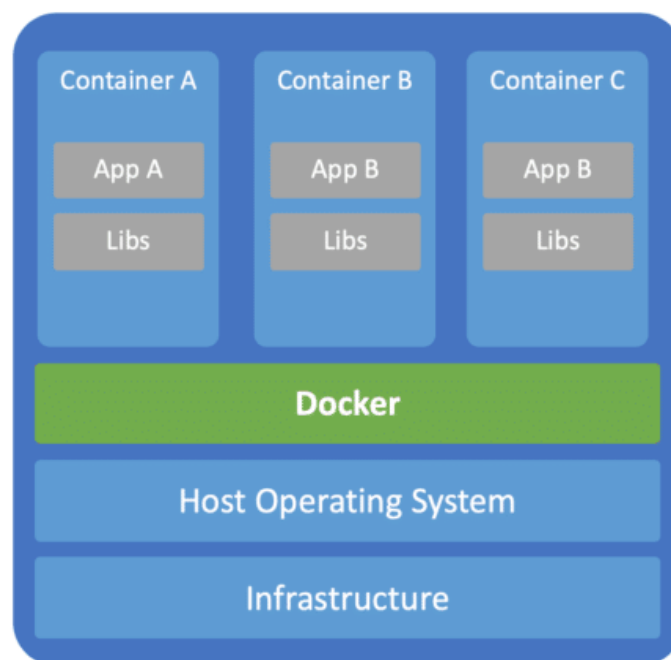 Container A
Container B
Container C
App A
App B
App B
Libs
Libs
Libs
Docker
Host Operating System
Infrastructure